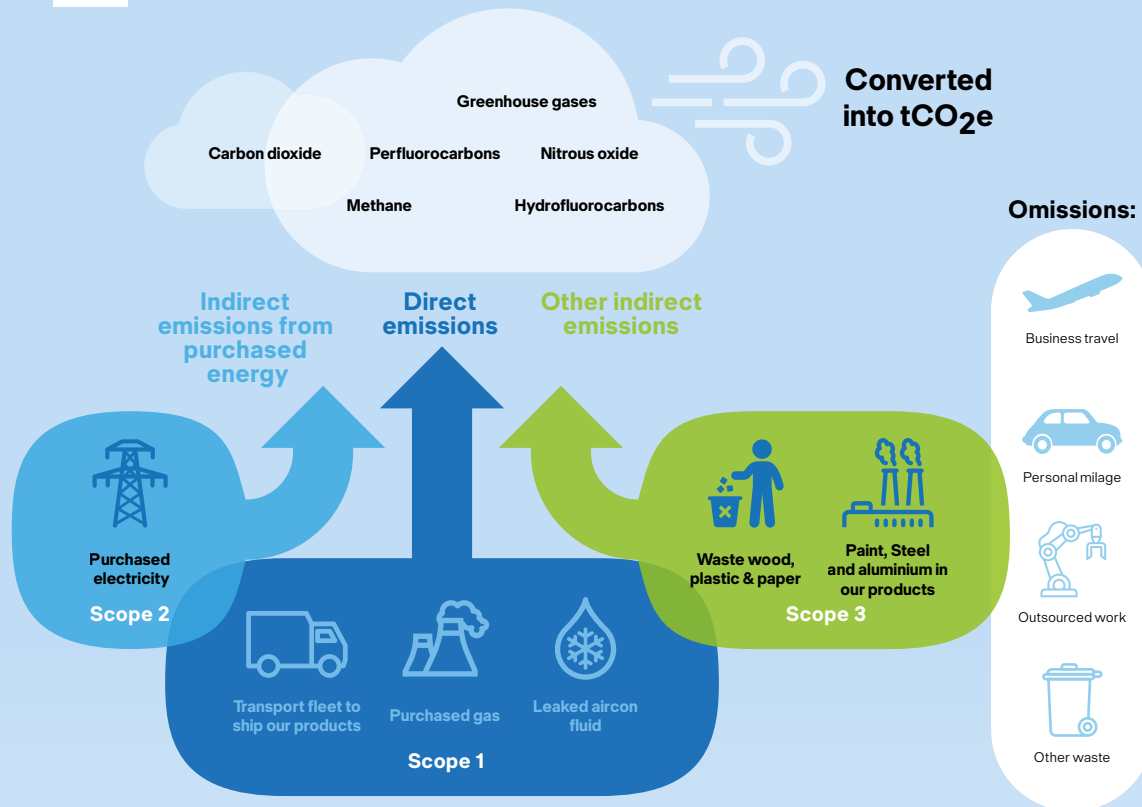 Converted
into tCO2e
Greenhouse gases
Carbon dioxide
Perfluorocarbons
Nitrous oxide
Methane
Hydrofluorocarbons
Omissions:
Business travel
Personal milage
Outsourced work
Other waste
Indirect
emissions from
purchased
energy
Direct
emissions
Other indirect
emissions
Purchased
electricity
Scope 2
Waste wood,
plastic & paper
Paint, Steel
and aluminium in
our products
Scope 3
Transport fleet to
ship our products
Purchased gas
Leaked aircon
fluid
Scope 1